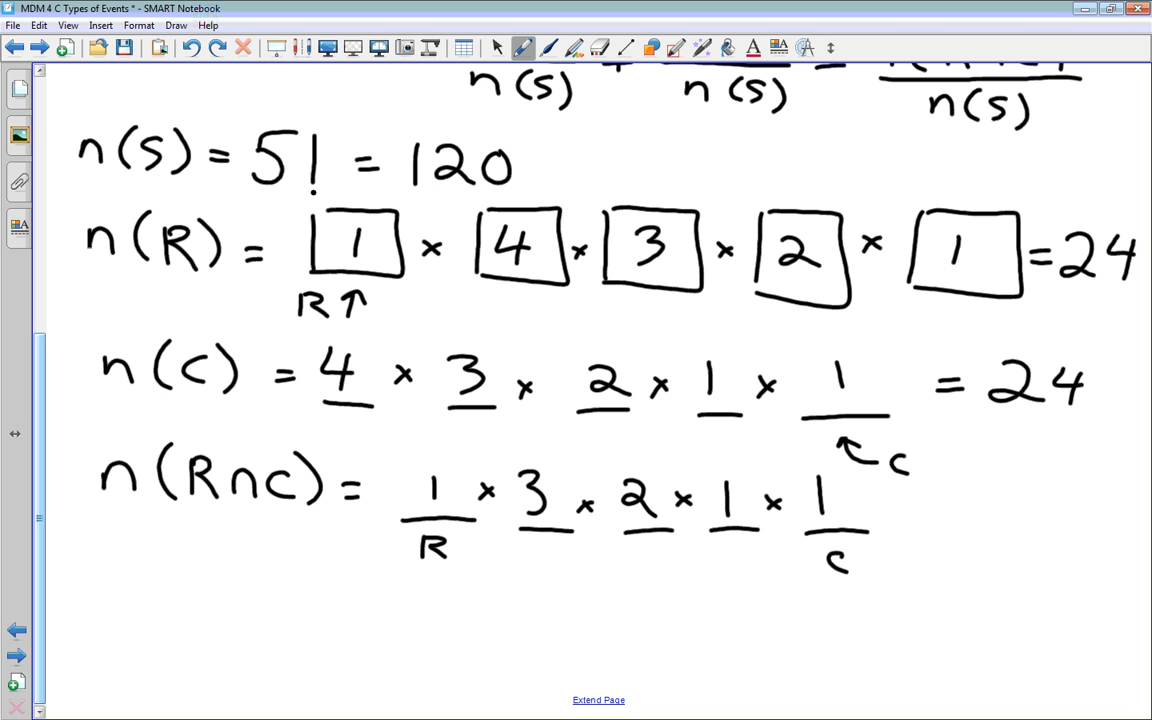 MDM 4 C Types of Events * - SMART Notebook
File Edit View Insert Format Draw Help
n(S) + n(S) = n(S)
n(S) = 5! = 120
n(R) = 1 × 4 × 3 × 2 × 1 = 24
R ↑
n(C) = 4 × 3 × 2 × 1 × 1 = 24
C
n(R∩C) = 1 × 3 × 2 × 1 × 1
R C
Extend Page